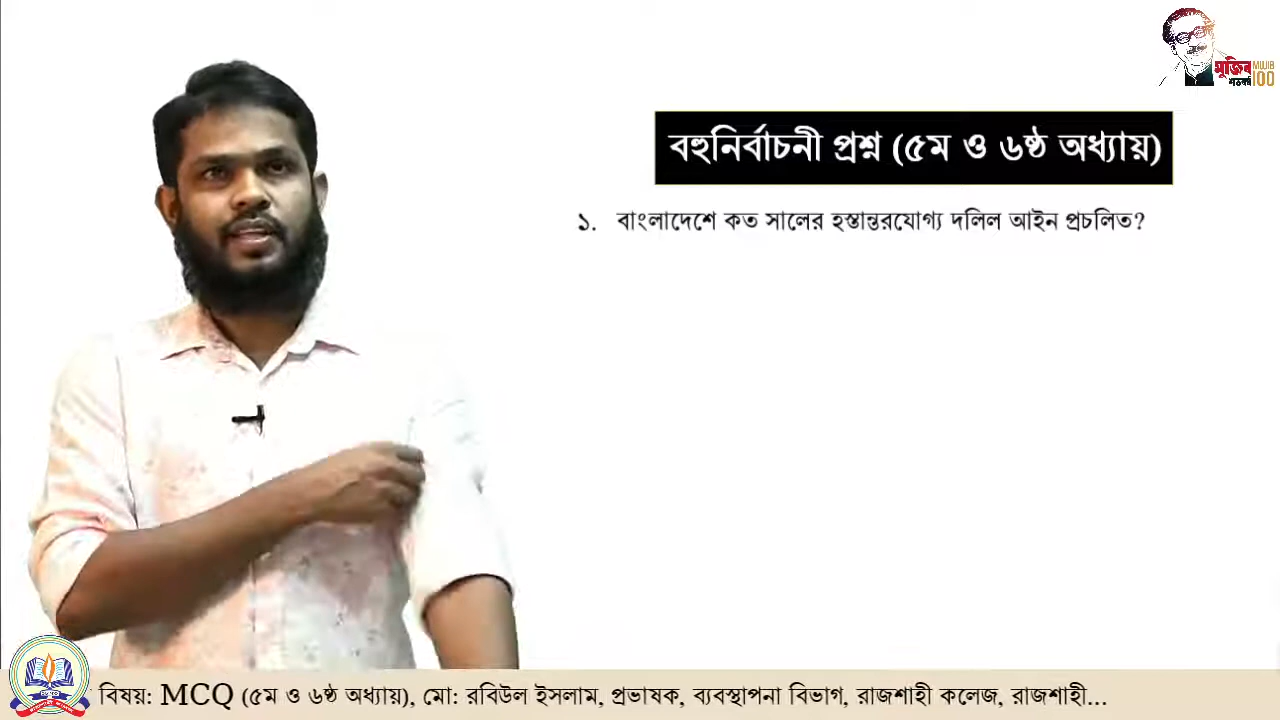 মুজিব MUJIB
শতবর্ষ 100
বহুনির্বাচনী প্রশ্ন (৫ম ও ৬ষ্ঠ অধ্যায়)
১. বাংলাদেশে কত সালের হস্তান্তরযোগ্য দলিল আইন প্রচলিত?
বিষয়: MCQ (৫ম ও ৬ষ্ঠ অধ্যায়), মো: রবিউল ইসলাম, প্রভাষক, ব্যবস্থাপনা বিভাগ, রাজশাহী কলেজ, রাজশাহী...